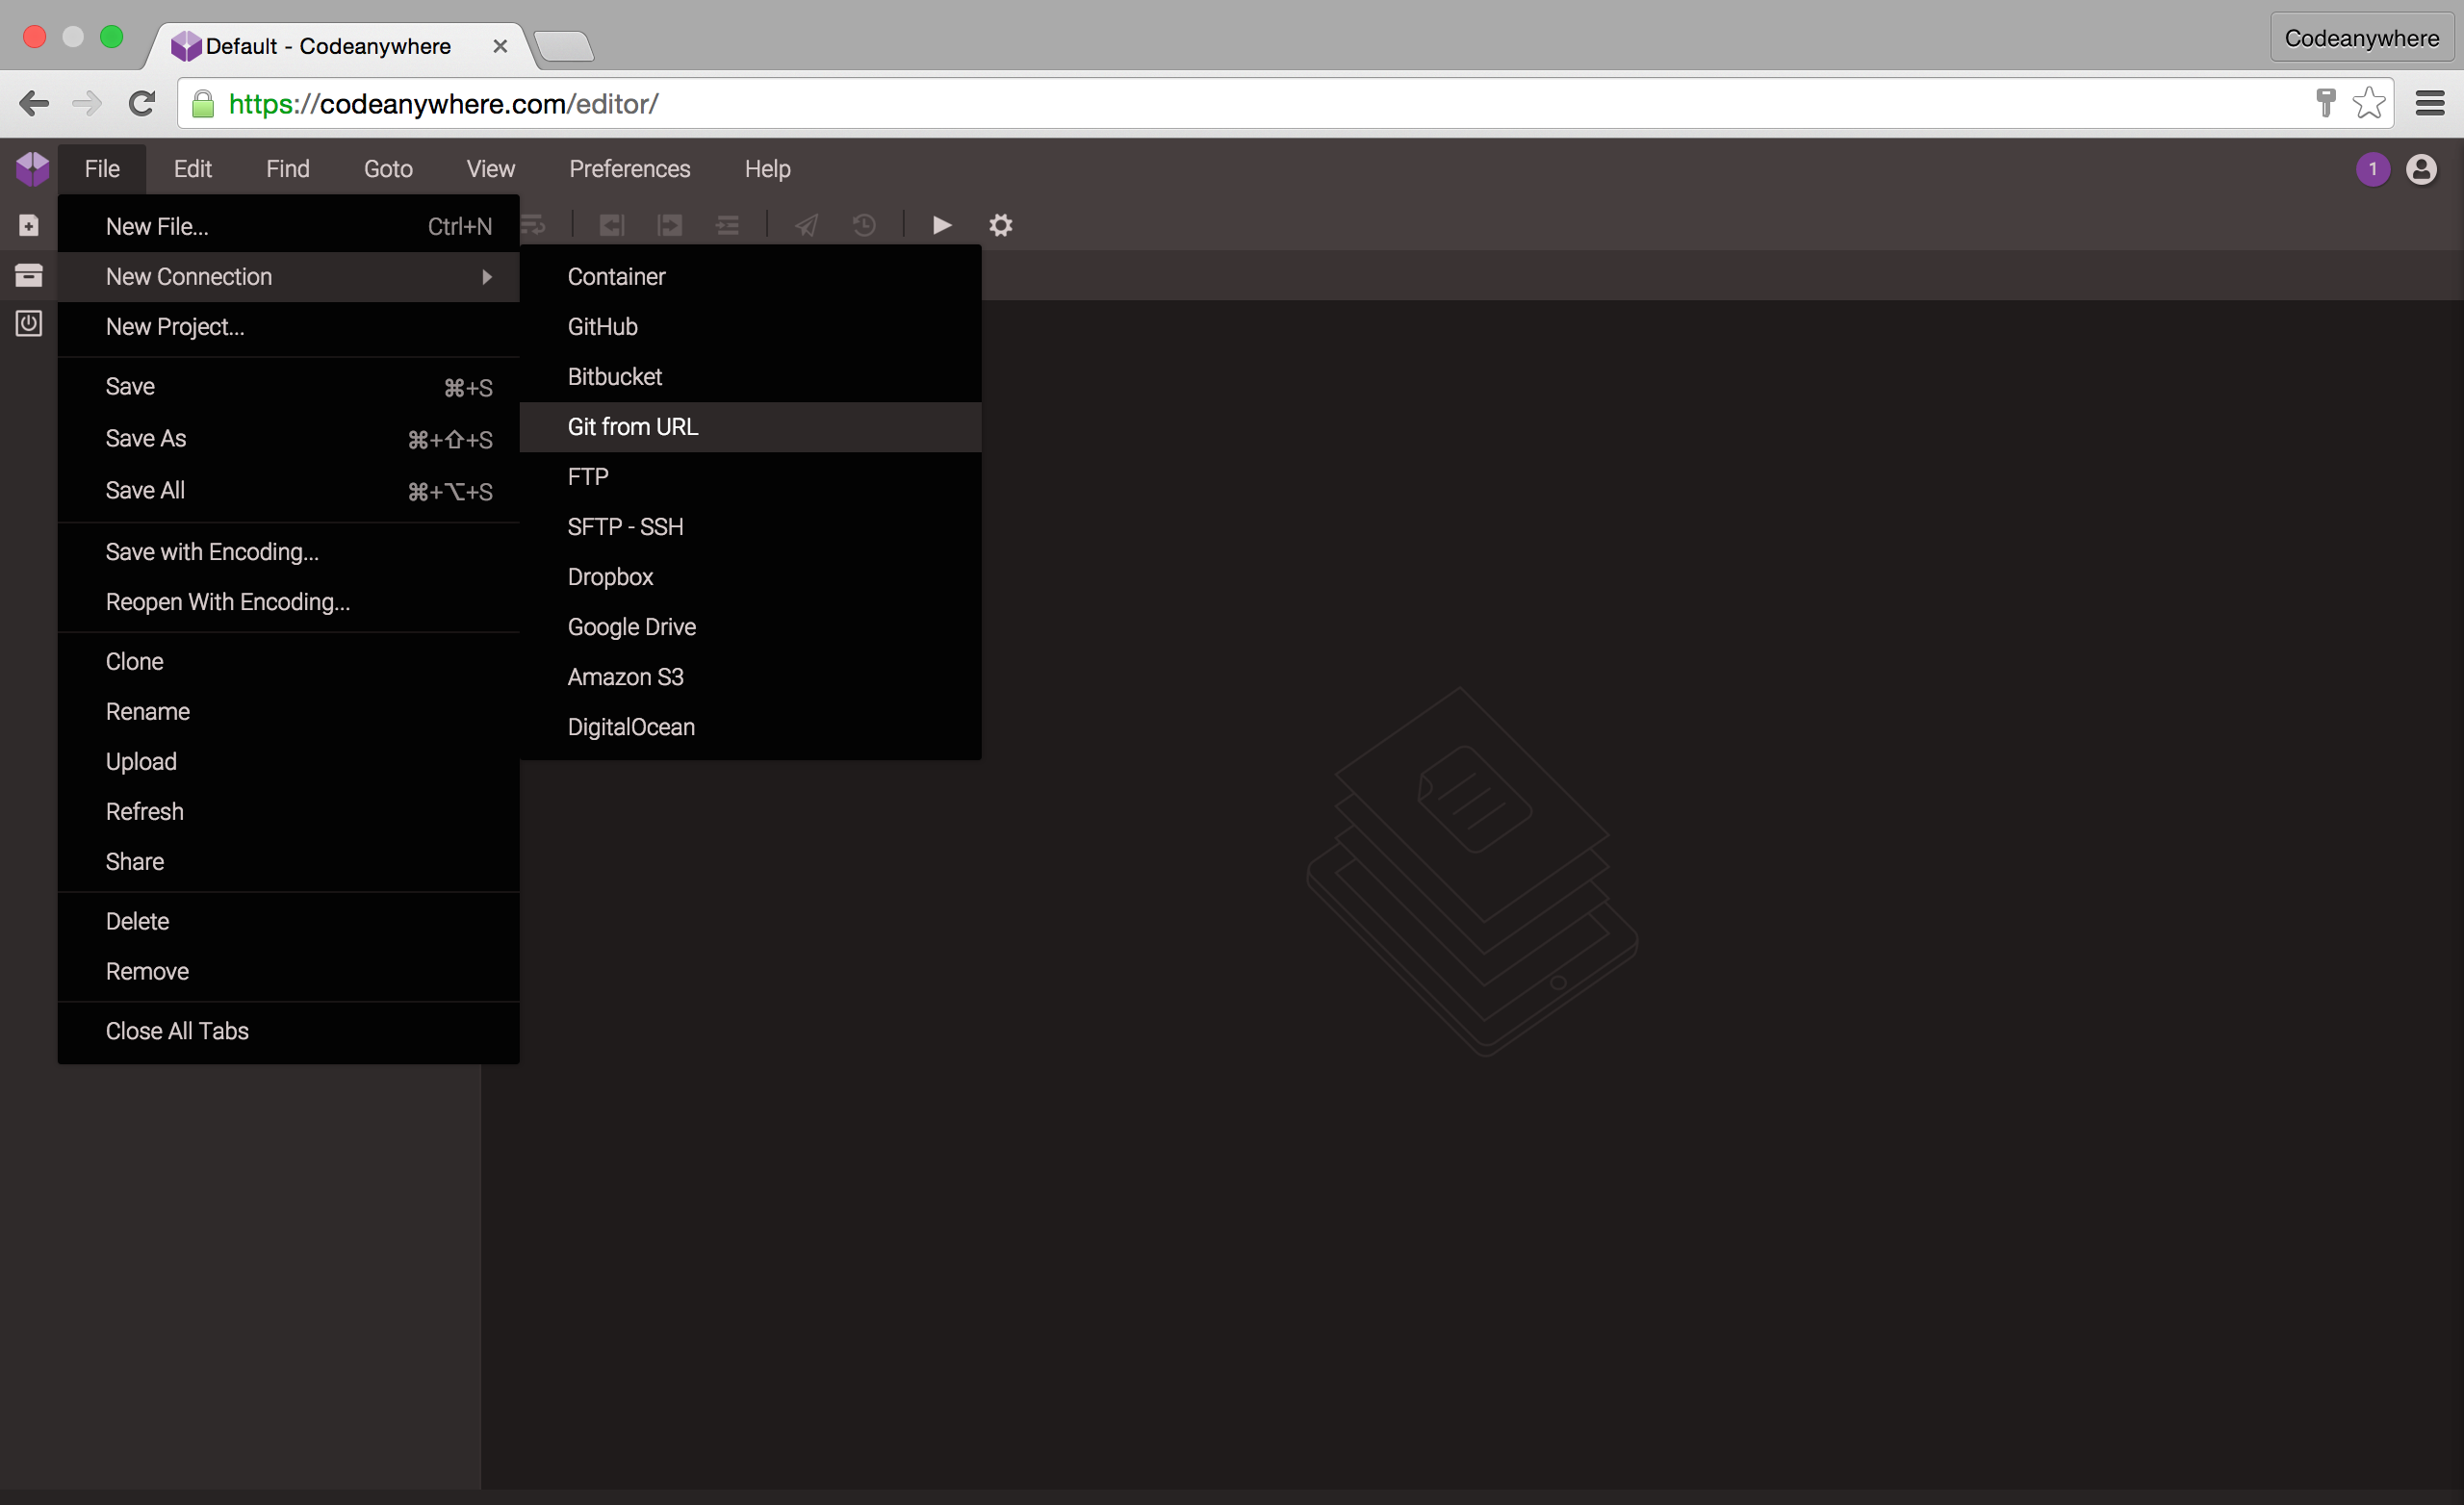 Default - Codeanywhere
Codeanywhere
https://codeanywhere.com/editor/
File Edit Find Goto View Preferences Help 1
New File... Ctrl+N
New Connection
New Project...
Save ⌘+S
Save As ⌘+⇧+S
Save All ⌘+⌥+S
Save with Encoding...
Reopen With Encoding...
Clone
Rename
Upload
Refresh
Share
Delete
Remove
Close All Tabs
Container
GitHub
Bitbucket
Git from URL
FTP
SFTP - SSH
Dropbox
Google Drive
Amazon S3
DigitalOcean